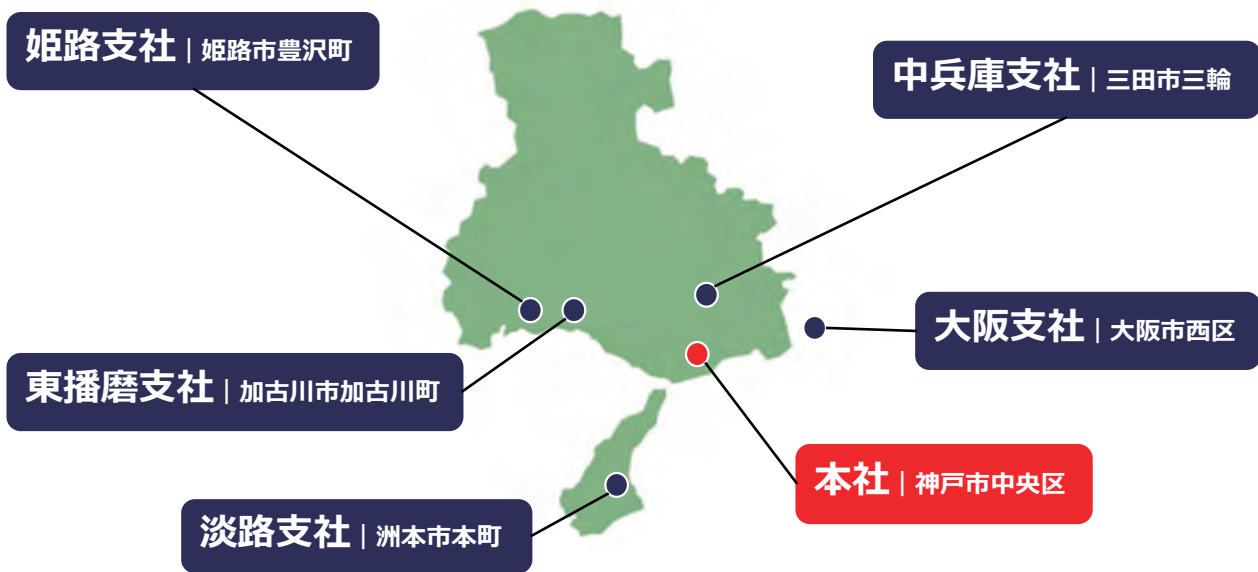 姫路支社 | 姫路市豊沢町
中兵庫支社 | 三田市三輪
大阪支社 | 大阪市西区
東播磨支社 | 加古川市加古川町
本社 | 神戸市中央区
淡路支社 | 洲本市本町